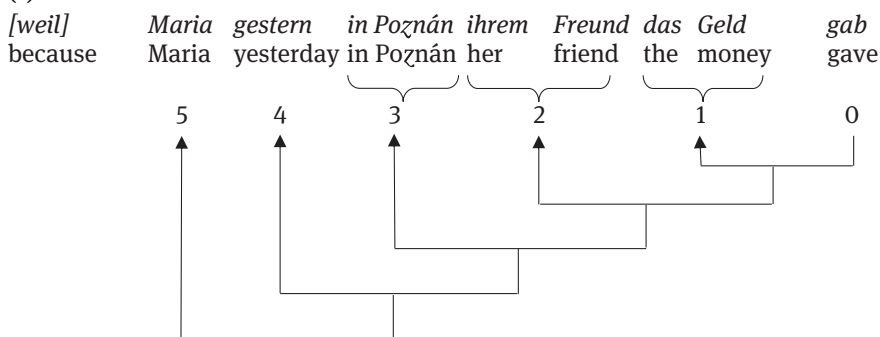 [weil] Maria gestern in Poznán ihrem Freund das Geld gab
because Maria yesterday in Poznán her friend the money gave
5 4 3 2 1 0